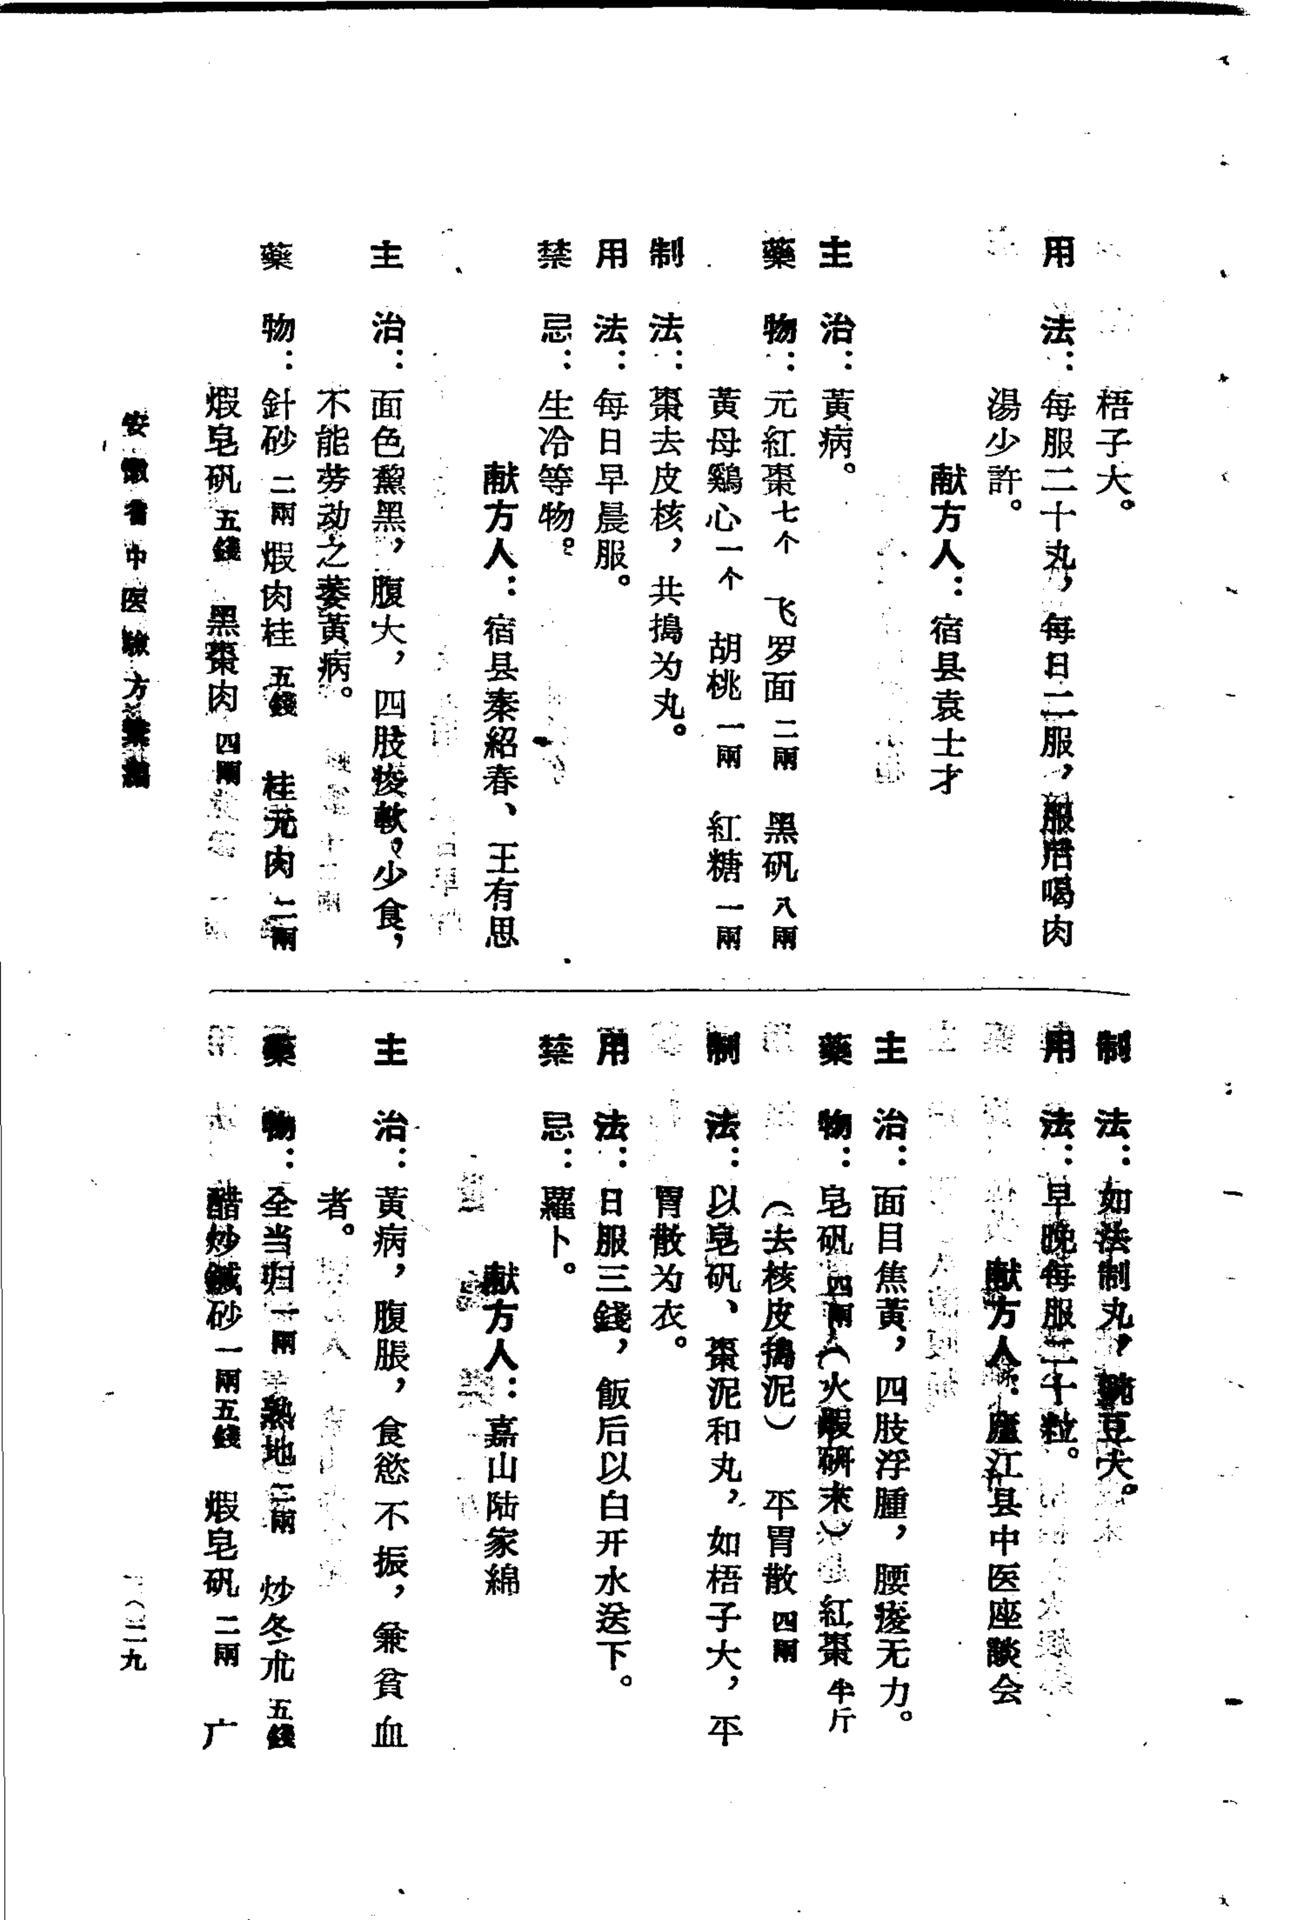 梧子大。
用　法：每服二十丸，每日二服，服后喝肉
湯少許。
献方人：宿县袁士才
主　治：黃病。
藥　物：元紅棗七个　飞罗面二兩　黑矾八兩
黃母鷄心一个　胡桃一兩　紅糖一兩
制　法：棗去皮核，共搗为丸。
用　法：每日早晨服。
禁　忌：生冷等物。
献方人：宿县秦紹春、王有思
主　治：面色黧黑，腹大，四肢痠軟，少食，
不能劳动之萎黃病。
藥　物：針砂二兩　煆肉桂五錢　桂元肉二兩
煆皂矾五錢　黑棗肉四兩
制　法：如法制丸，豌豆大。
用　法：早晚每服二十粒。
献方人：廬江县中医座談会
主　治：面目焦黃，四肢浮腫，腰痠无力。
藥　物：皂矾四兩（火煆研末）　紅棗半斤
（去核皮搗泥）　平胃散四兩
制　法：以皂矾、棗泥和丸，如梧子大，平
胃散为衣。
用　法：日服三錢，飯后以白开水送下。
禁　忌：蘿卜。
献方人：嘉山陆家綿
主　治：黃病，腹脹，食慾不振，兼貧血
者。
藥　物：全当归一兩　熟地二兩　炒冬朮五錢
醋炒鍼砂一兩五錢　煆皂矾二兩　广
安徽省中医驗方彙編
二九